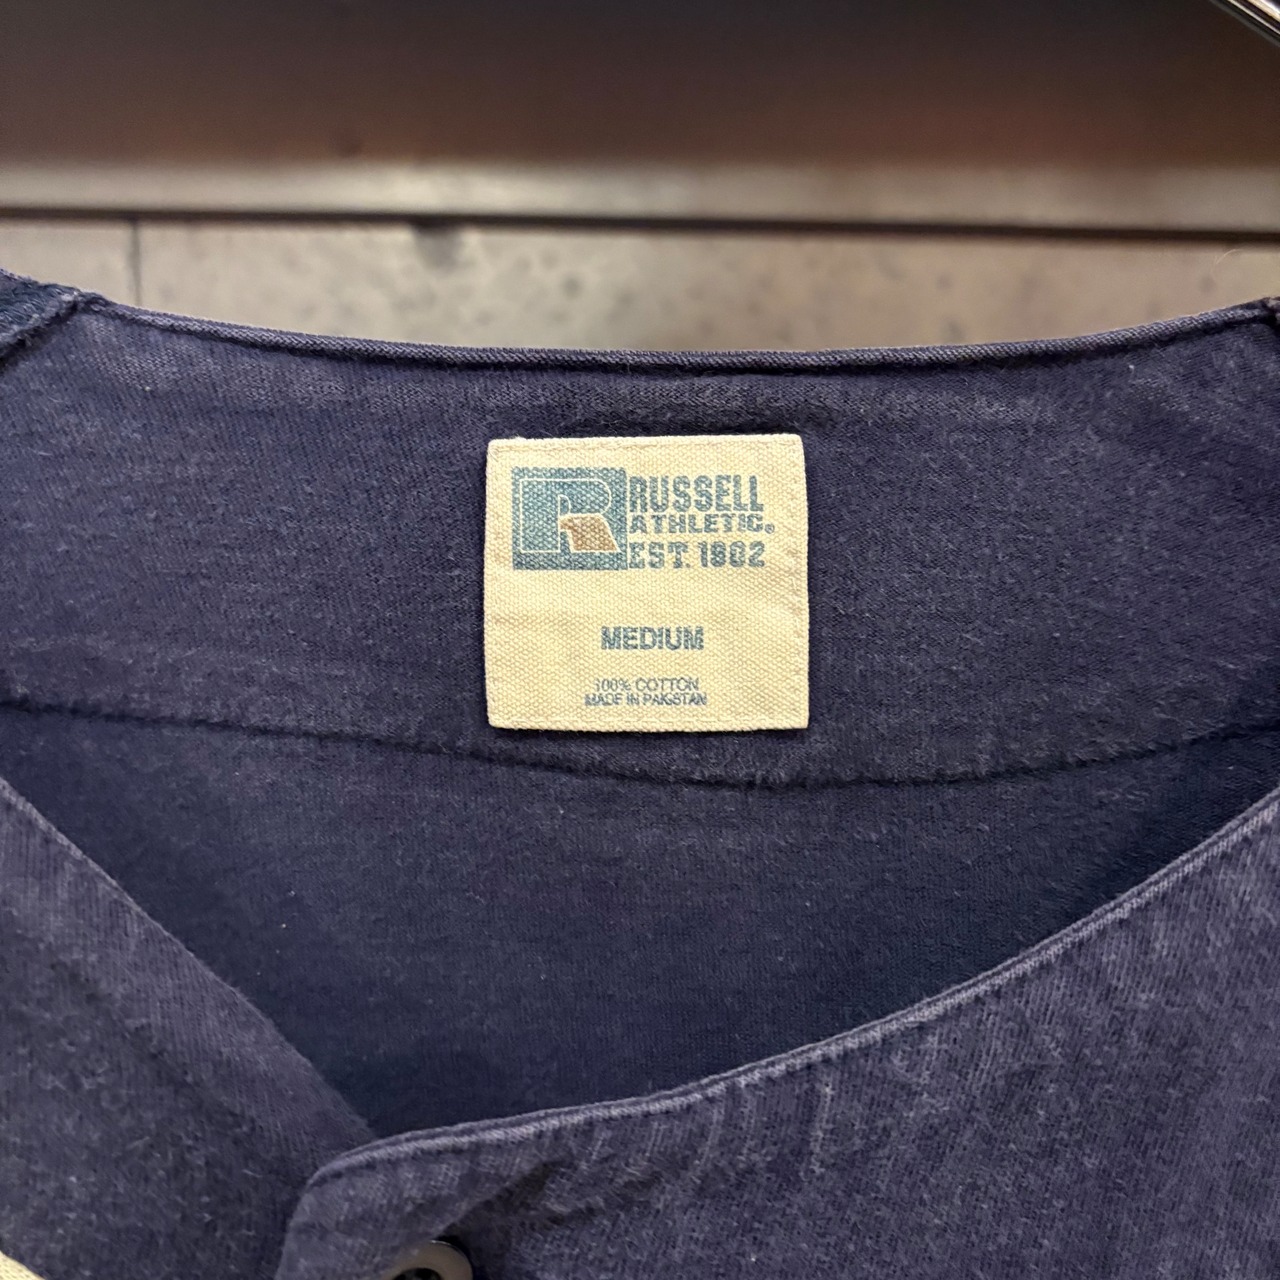 R RUSSELL
ATHLETIC®
EST. 1902
MEDIUM
100% COTTON
MADE IN PAKISTAN